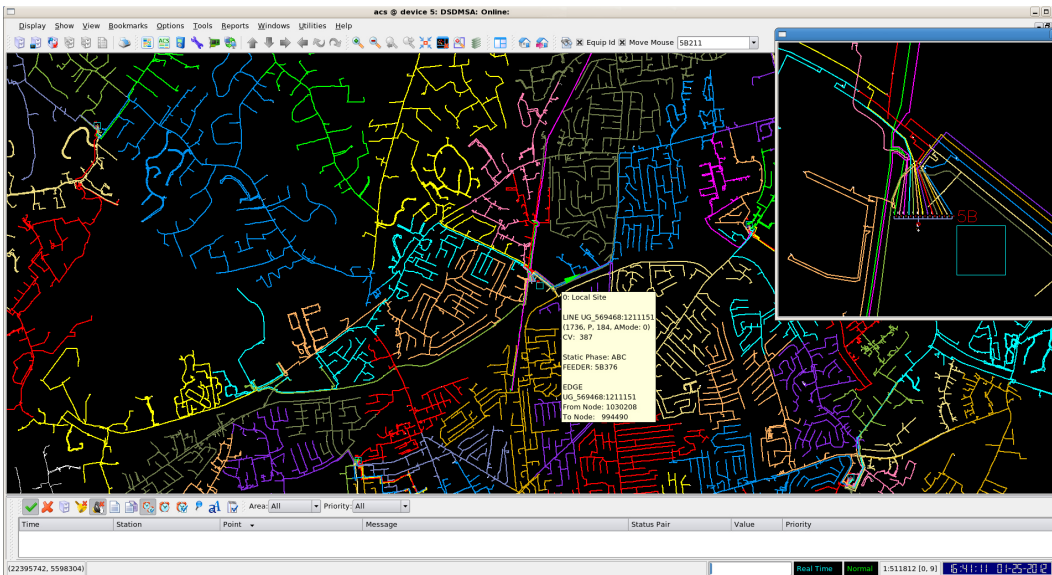 acs @ device 5: DSDMSA: Online:
Display Show View Bookmarks Options Tools Reports Windows Utilities Help
ACS Equip Id Move Mouse 5B211
5B
0: Local Site
LINE UG_569468:1211151
(1736, P, 184, AMode: 0)
CV: 387
Static Phase: ABC
FEEDER: 5B376
EDGE
UG_569468:1211151
From Node: 1030208
To Node: 994490
Area: All Priority: All
Time Station Point Message Status Pair Value Priority
(22395742, 5598304) Real Time Normal 1:511812 [0, 9] 16:41:11 01-25-2012